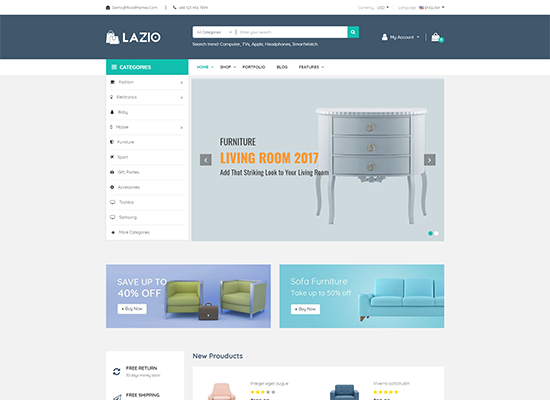 Demo@Roadthemes.Com
+88 123 456 7899
Currency: USD
Language: ENGLISH
LAZIO
All Categories
Enter your search
Search trend: Computer, TVs, Apple, Headphones, SmartWatch
My Account
CATEGORIES
HOME
SHOP
PORTFOLIO
BLOG
FEATURES
Fashion
Electronics
Baby
Mobile
Furniture
Sport
Gift, Parties
Accessories
Toshiba
Samsung
More Categories
FURNITURE
LIVING ROOM 2017
Add That Striking Look to Your Living Room
SAVE UP TO
40% OFF
Buy Now
Sofa Furniture
Take up to 50% off
Buy Now
FREE RETURN
30 days money back
FREE SHIPPING
New Products
Integer eget augue
Viverra sollicitudin